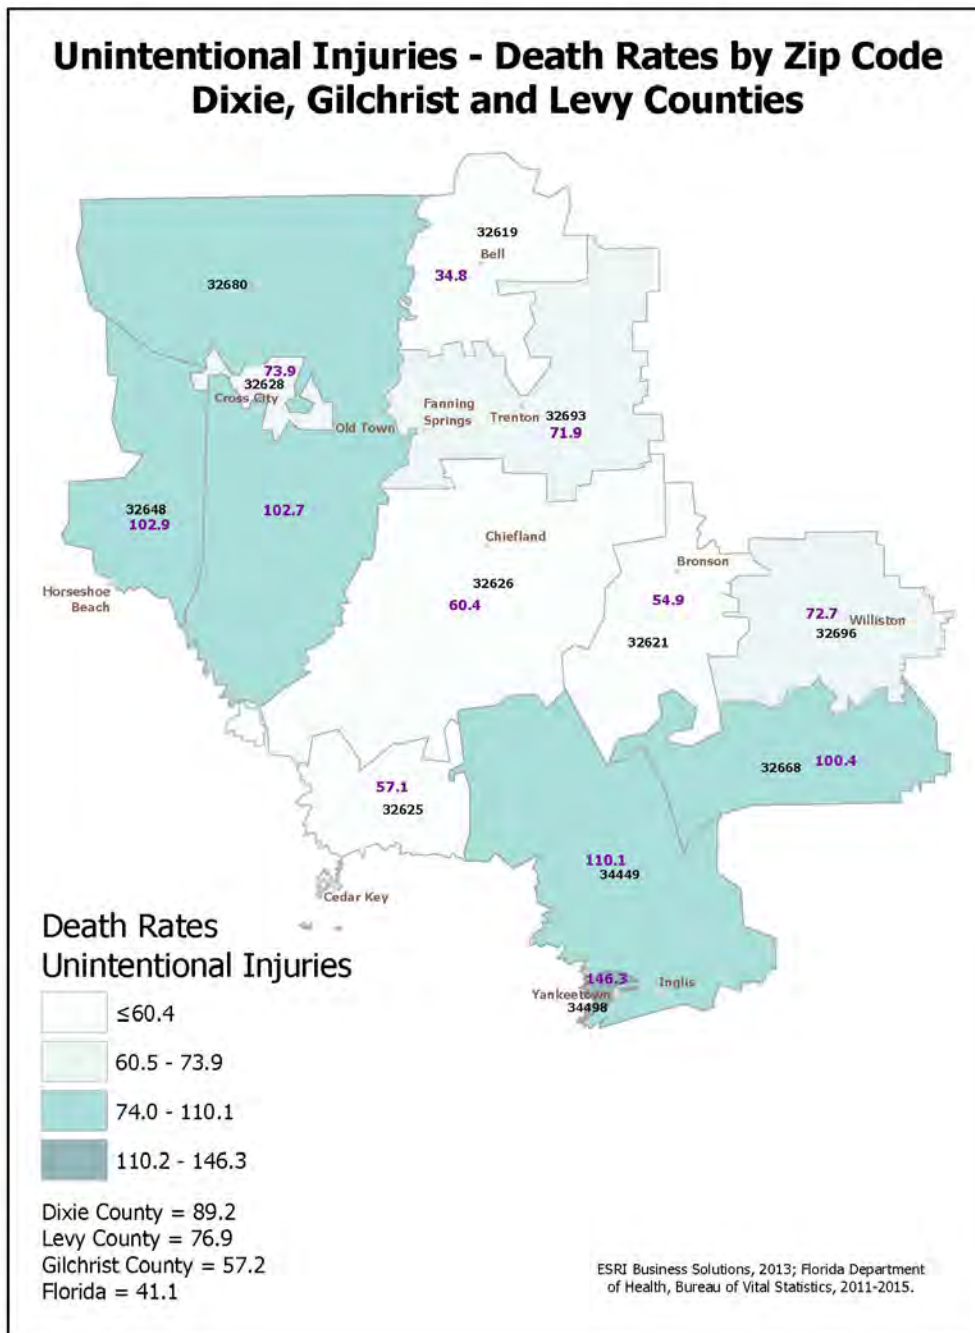 Unintentional Injuries - Death Rates by Zip Code
Dixie, Gilchrist and Levy Counties
32619
Bell
34.8
32680
73.9
32628
Cross City
Old Town
Fanning
Springs
Trenton
32693
71.9
32648
102.9
102.7
Chiefland
32626
60.4
Horseshoe
Beach
Bronson
54.9
32621
72.7
Williston
32696
57.1
32625
32668
100.4
110.1
34449
Cedar Key
146.3
Yankeetown
Inglis
34498
Death Rates
Unintentional Injuries
≤60.4
60.5 - 73.9
74.0 - 110.1
110.2 - 146.3
Dixie County = 89.2
Levy County = 76.9
Gilchrist County = 57.2
Florida = 41.1
ESRI Business Solutions, 2013; Florida Department
of Health, Bureau of Vital Statistics, 2011-2015.